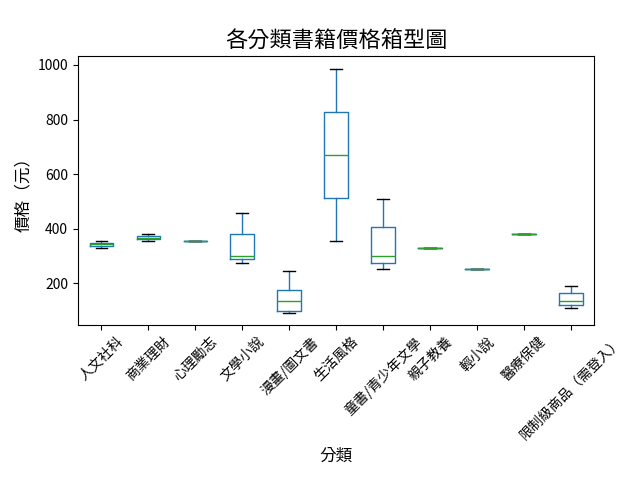 各分類書籍價格箱型圖
價格（元）
1000
800
600
400
200
人文社科
商業理財
心理勵志
文學小說
漫畫/圖文書
生活風格
童書/青少年文學
親子教養
輕小說
醫療保健
限制級商品（需登入）
分類